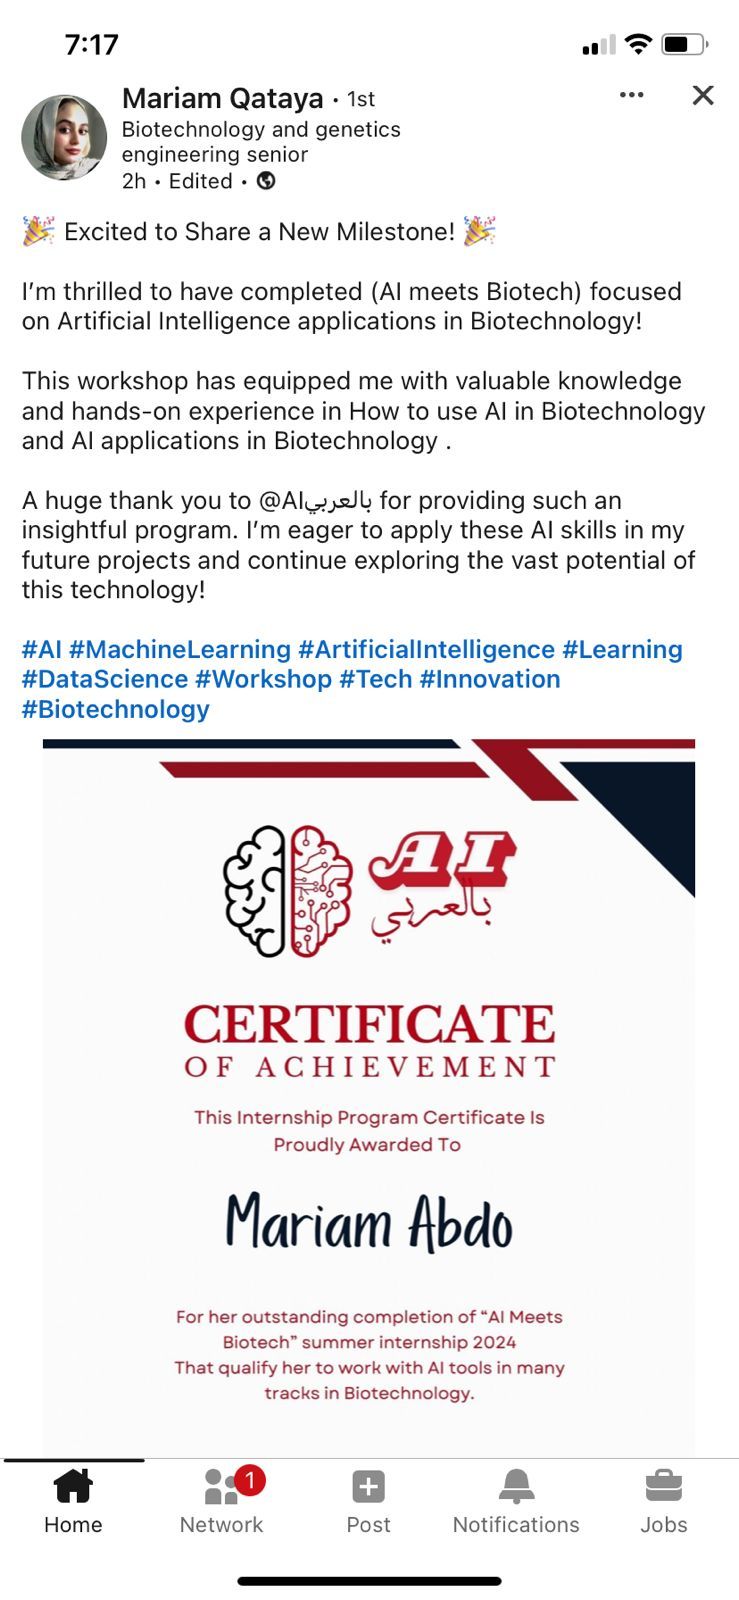 7:17
Mariam Qataya · 1st
Biotechnology and genetics
engineering senior
2h • Edited •
🎉 Excited to Share a New Milestone! 🎉
I'm thrilled to have completed (AI meets Biotech) focused
on Artificial Intelligence applications in Biotechnology!
This workshop has equipped me with valuable knowledge
and hands-on experience in How to use AI in Biotechnology
and AI applications in Biotechnology .
A huge thank you to @AIبالعربي for providing such an
insightful program. I'm eager to apply these AI skills in my
future projects and continue exploring the vast potential of
this technology!
#AI #MachineLearning #ArtificialIntelligence #Learning
#DataScience #Workshop #Tech #Innovation
#Biotechnology
AI
بالعربي
CERTIFICATE
OF ACHIEVEMENT
This Internship Program Certificate Is
Proudly Awarded To
Mariam Abdo
For her outstanding completion of “AI Meets
Biotech” summer internship 2024
That qualify her to work with AI tools in many
tracks in Biotechnology.
1
Home Network Post Notifications Jobs